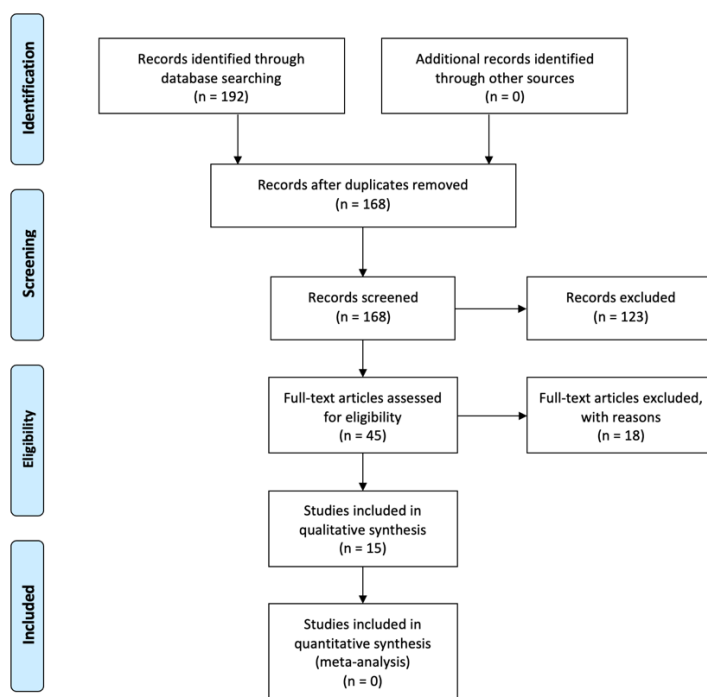 Identification
Records identified through
database searching
(n = 192)
Additional records identified
through other sources
(n = 0)
Records after duplicates removed
(n = 168)
Screening
Records screened
(n = 168)
Records excluded
(n = 123)
Eligibility
Full-text articles assessed
for eligibility
(n = 45)
Full-text articles excluded,
with reasons
(n = 18)
Studies included in
qualitative synthesis
(n = 15)
Included
Studies included in
quantitative synthesis
(meta-analysis)
(n = 0)